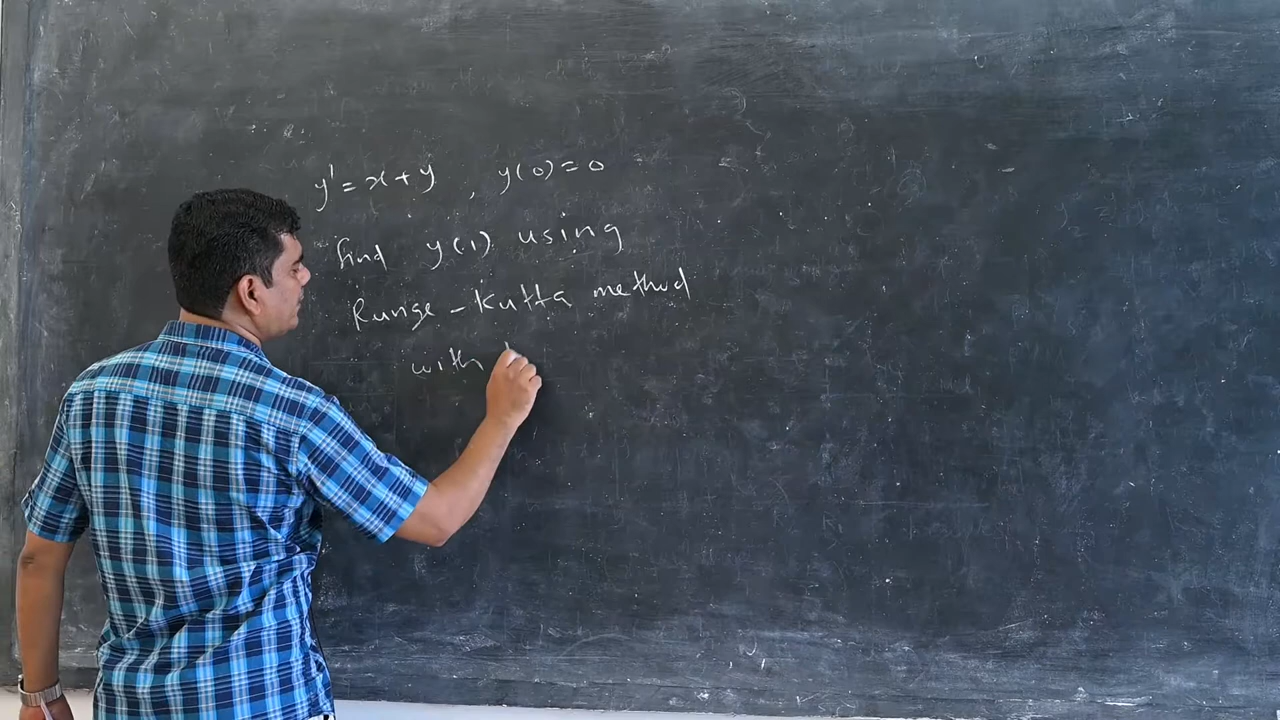 y' = x + y , y(0) = 0
find y(1) using
Runge - Kutta method
with